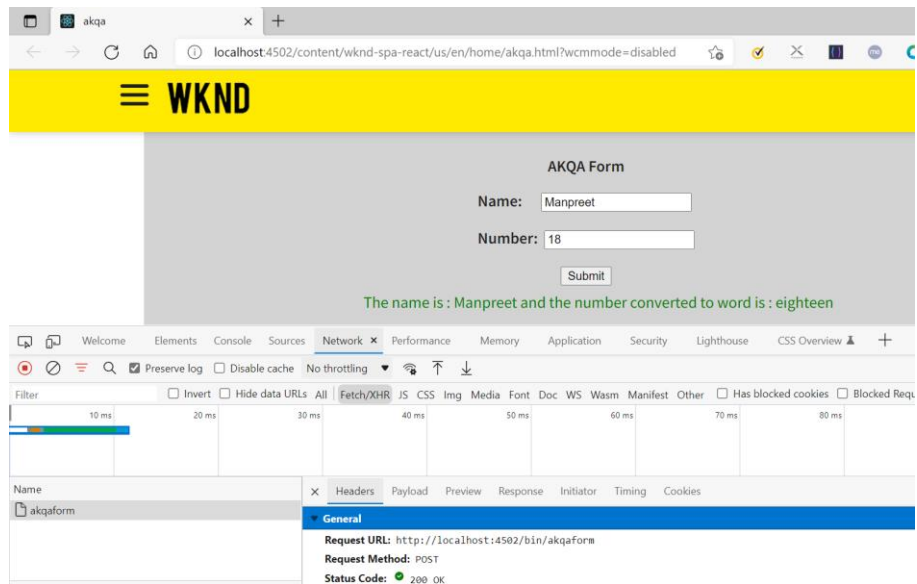 akqa
localhost:4502/content/wknd-spa-react/us/en/home/akqa.html?wcmmode=disabled
WKND
AKQA Form
Name: Manpreet
Number: 18
Submit
The name is : Manpreet and the number converted to word is : eighteen
Welcome Elements Console Sources Network Performance Memory Application Security Lighthouse CSS Overview
Preserve log Disable cache No throttling
Filter Invert Hide data URLs All Fetch/XHR JS CSS Img Media Font Doc WS Wasm Manifest Other Has blocked cookies Blocked Requ
10 ms 20 ms 30 ms 40 ms 50 ms 60 ms 70 ms 80 ms
Name Headers Payload Preview Response Initiator Timing Cookies
akqaform
General
Request URL: http://localhost:4502/bin/akqaform
Request Method: POST
Status Code: 200 OK